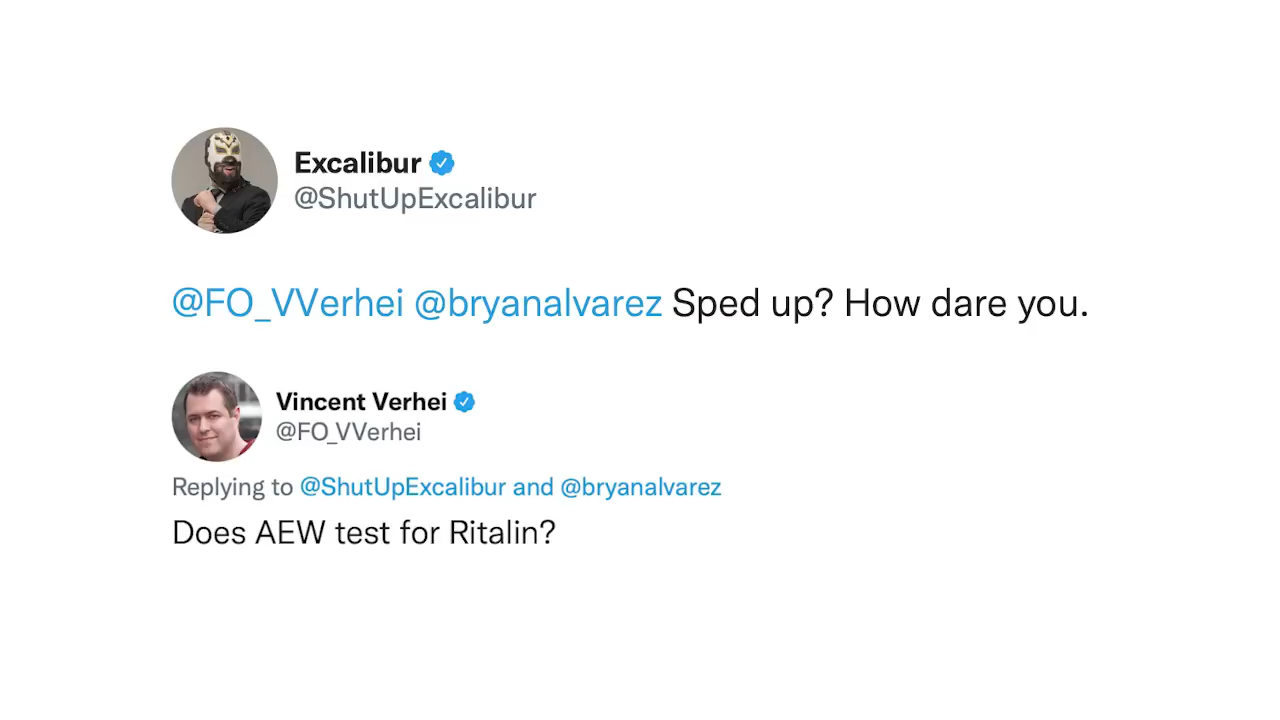 Excalibur
@ShutUpExcalibur
@FO_VVerhei @bryanalvarez Sped up? How dare you.
Vincent Verhei
@FO_VVerhei
Replying to @ShutUpExcalibur and @bryanalvarez
Does AEW test for Ritalin?